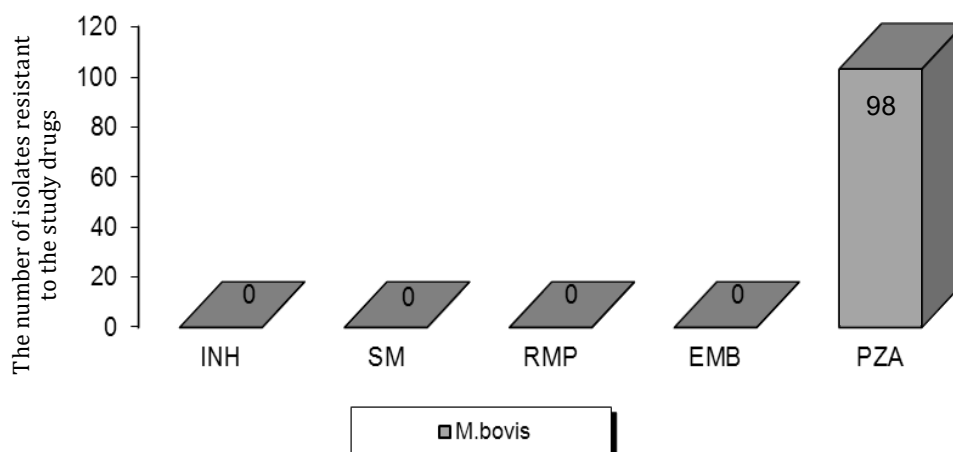 The number of isolates resistant
to the study drugs
120
100
80
60
40
20
0
0
0
0
0
98
INH
SM
RMP
EMB
PZA
M.bovis